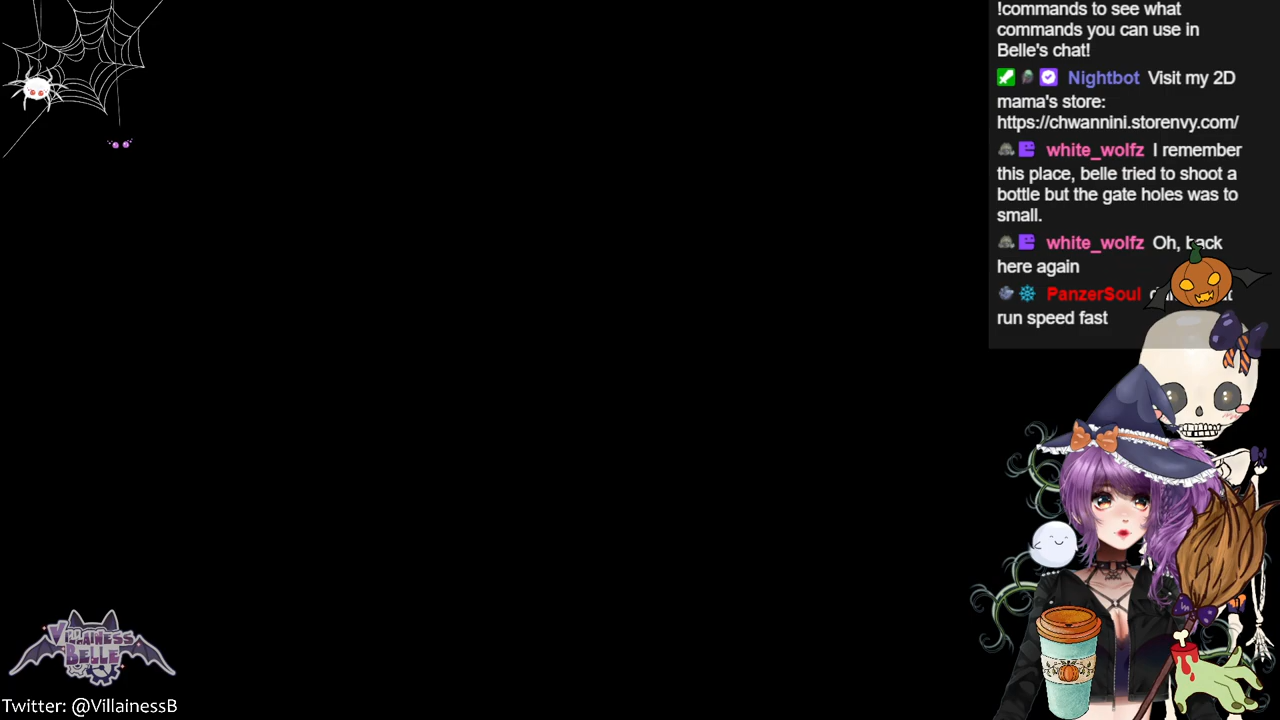 !commands to see what
commands you can use in
Belle's chat!
Nightbot Visit my 2D
mama's store:
https://chwannini.storenvy.com/
white_wolfz I remember
this place, belle tried to shoot a
bottle but the gate holes was to
small.
white_wolfz Oh, back
here again
PanzerSoul
run speed fast
VILLAINESS
BELLE
Twitter: @VillainessB